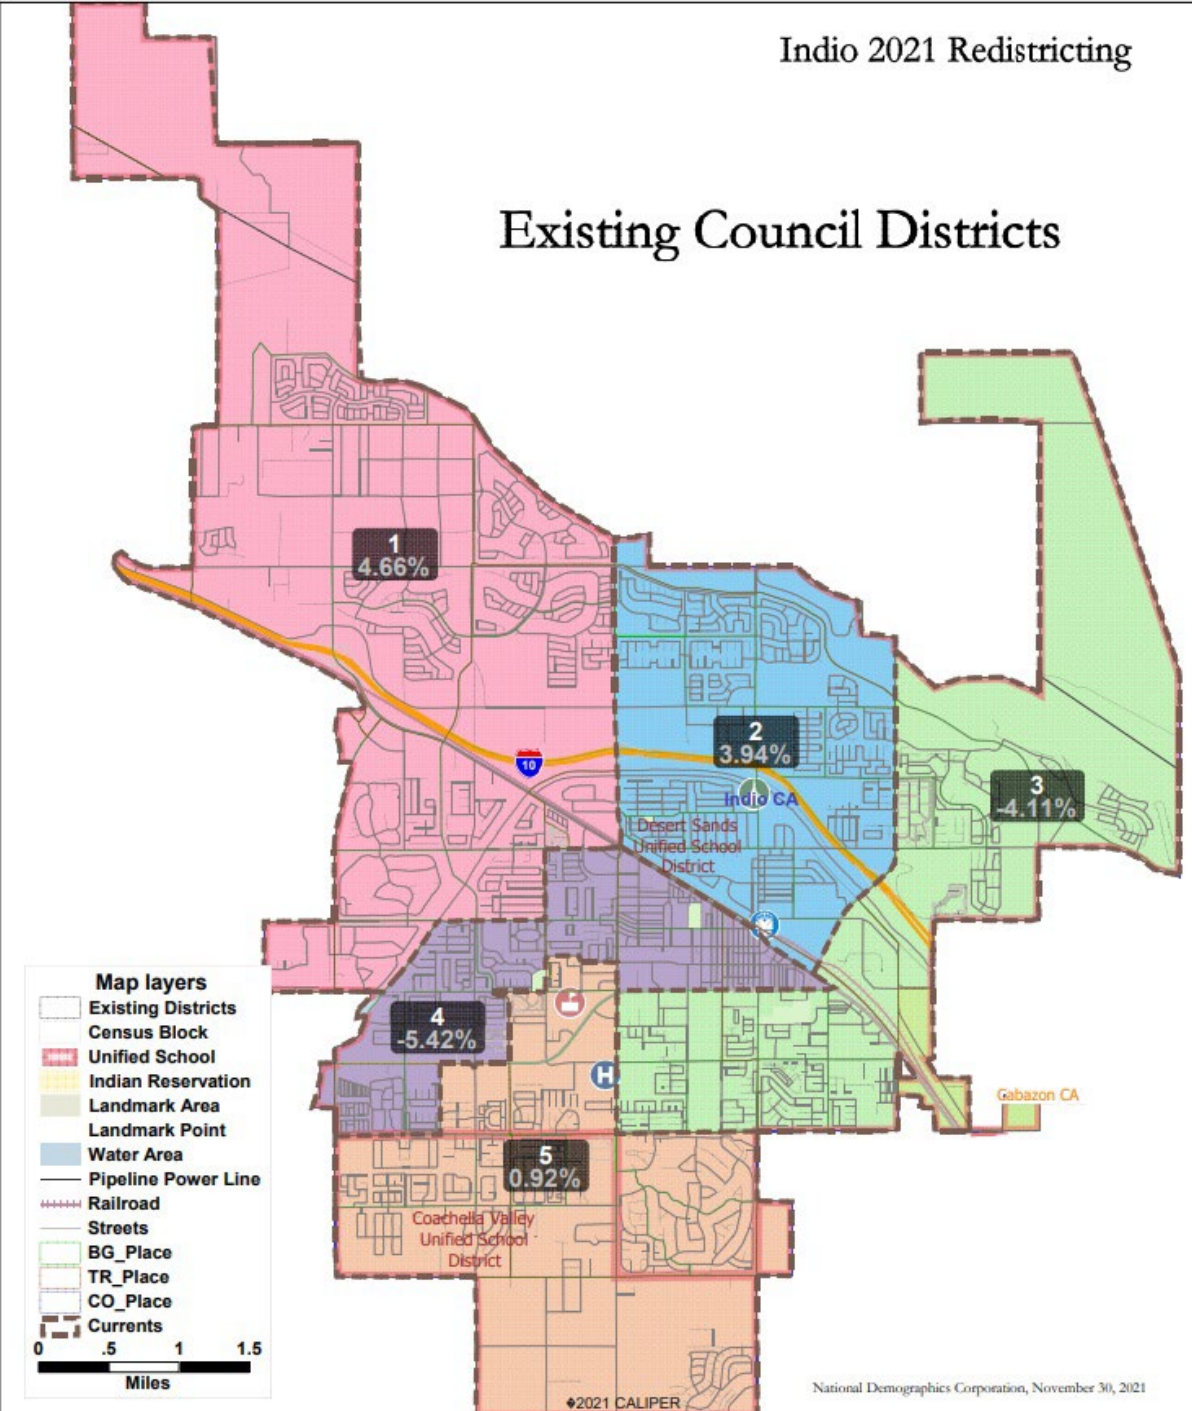 Indio 2021 Redistricting
Existing Council Districts
1
4.66%
10
2
3.94%
Indio CA
3
-4.11%
Desert Sands
Unified School
District
4
-5.42%
H
Cabazon CA
5
0.92%
Coachella Valley
Unified School
District
Map layers
Existing Districts
Census Block
Unified School
Indian Reservation
Landmark Area
Landmark Point
Water Area
Pipeline Power Line
Railroad
Streets
BG_Place
TR_Place
CO_Place
Currents
0 .5 1 1.5
Miles
�2021 CALIPER
National Demographics Corporation, November 30, 2021